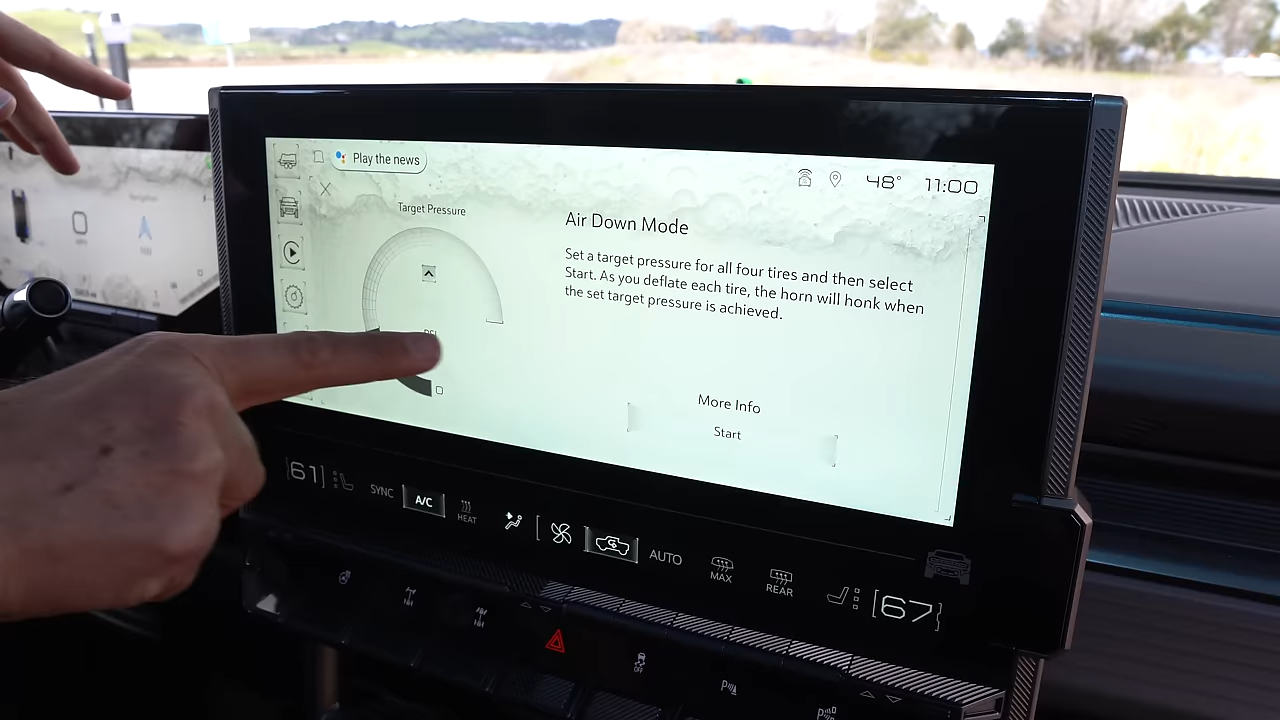 Play the news
48° 11:00
Target Pressure
Air Down Mode
Set a target pressure for all four tires and then select
Start. As you deflate each tire, the horn will honk when
the set target pressure is achieved.
More Info
Start
[61]
SYNC
A/C
HEAT
AUTO
MAX
REAR
[67]
OFF